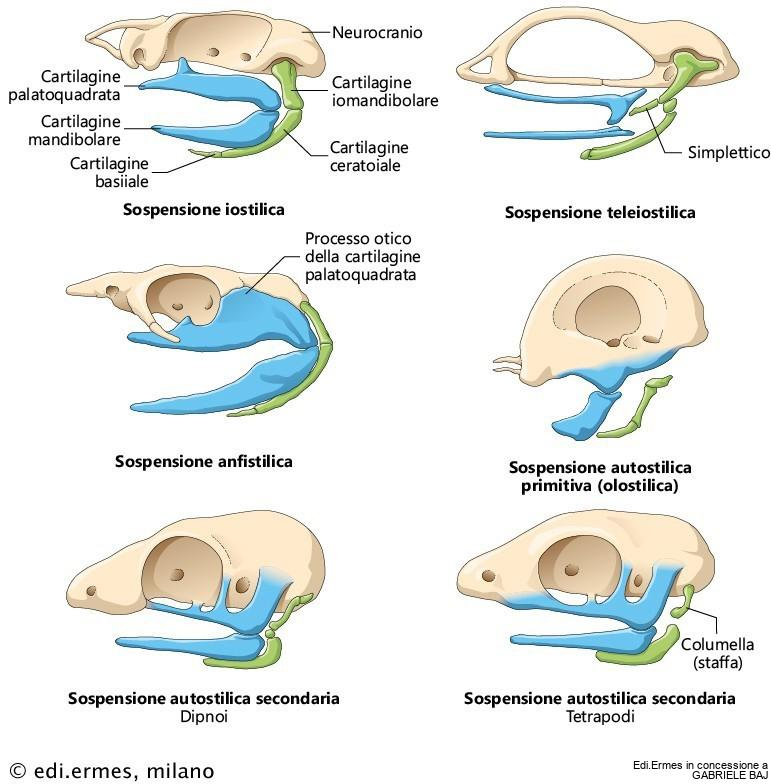 Neurocranio
Cartilagine
palatoquadrata
Cartilagine
iomandibolare
Cartilagine
mandibolare
Cartilagine
basiiale
Cartilagine
ceratoiale
Sospensione iostilica
Simplettico
Sospensione teleiostilica
Processo otico
della cartilagine
palatoquadrata
Sospensione anfistilica
Sospensione autostilica
primitiva (olostilica)
Sospensione autostilica secondaria
Dipnoi
Columella
(staffa)
Sospensione autostilica secondaria
Tetrapodi
© edi.ermes, milano
Edi.Ermes in concessione a
GABRIELE BAJ